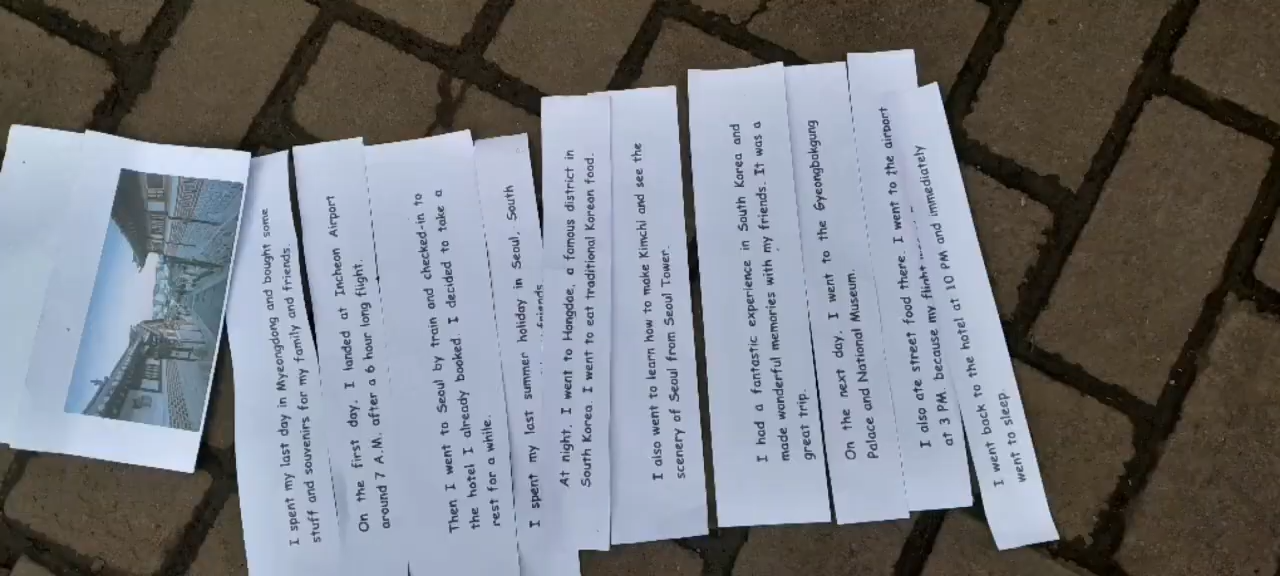 I spent my last day in Myeongdong and bought some
stuff and souvenirs for my family and friends.
On the first day, I landed at Incheon Airport
around 7 A.M. after a 6 hour long flight.
Then I went to Seoul by train and checked-in to
the hotel I already booked. I decided to take a
rest for a while.
I spent my last summer holiday in Seoul, South
friends
At night, I went to Hongdae, a famous district in
South Korea. I went to eat traditional Korean food.
I also went to learn how to make Kimchi and see the
scenery of Seoul from Seoul Tower.
I had a fantastic experience in South Korea and
made wonderful memories with my friends. It was a
great trip.
On the next day, I went to the Gyeongbokgung
Palace and National Museum.
I also ate street food there. I went to the airport
at 3 PM. because my flight
I went back to the hotel at 10 PM and immediately
went to sleep